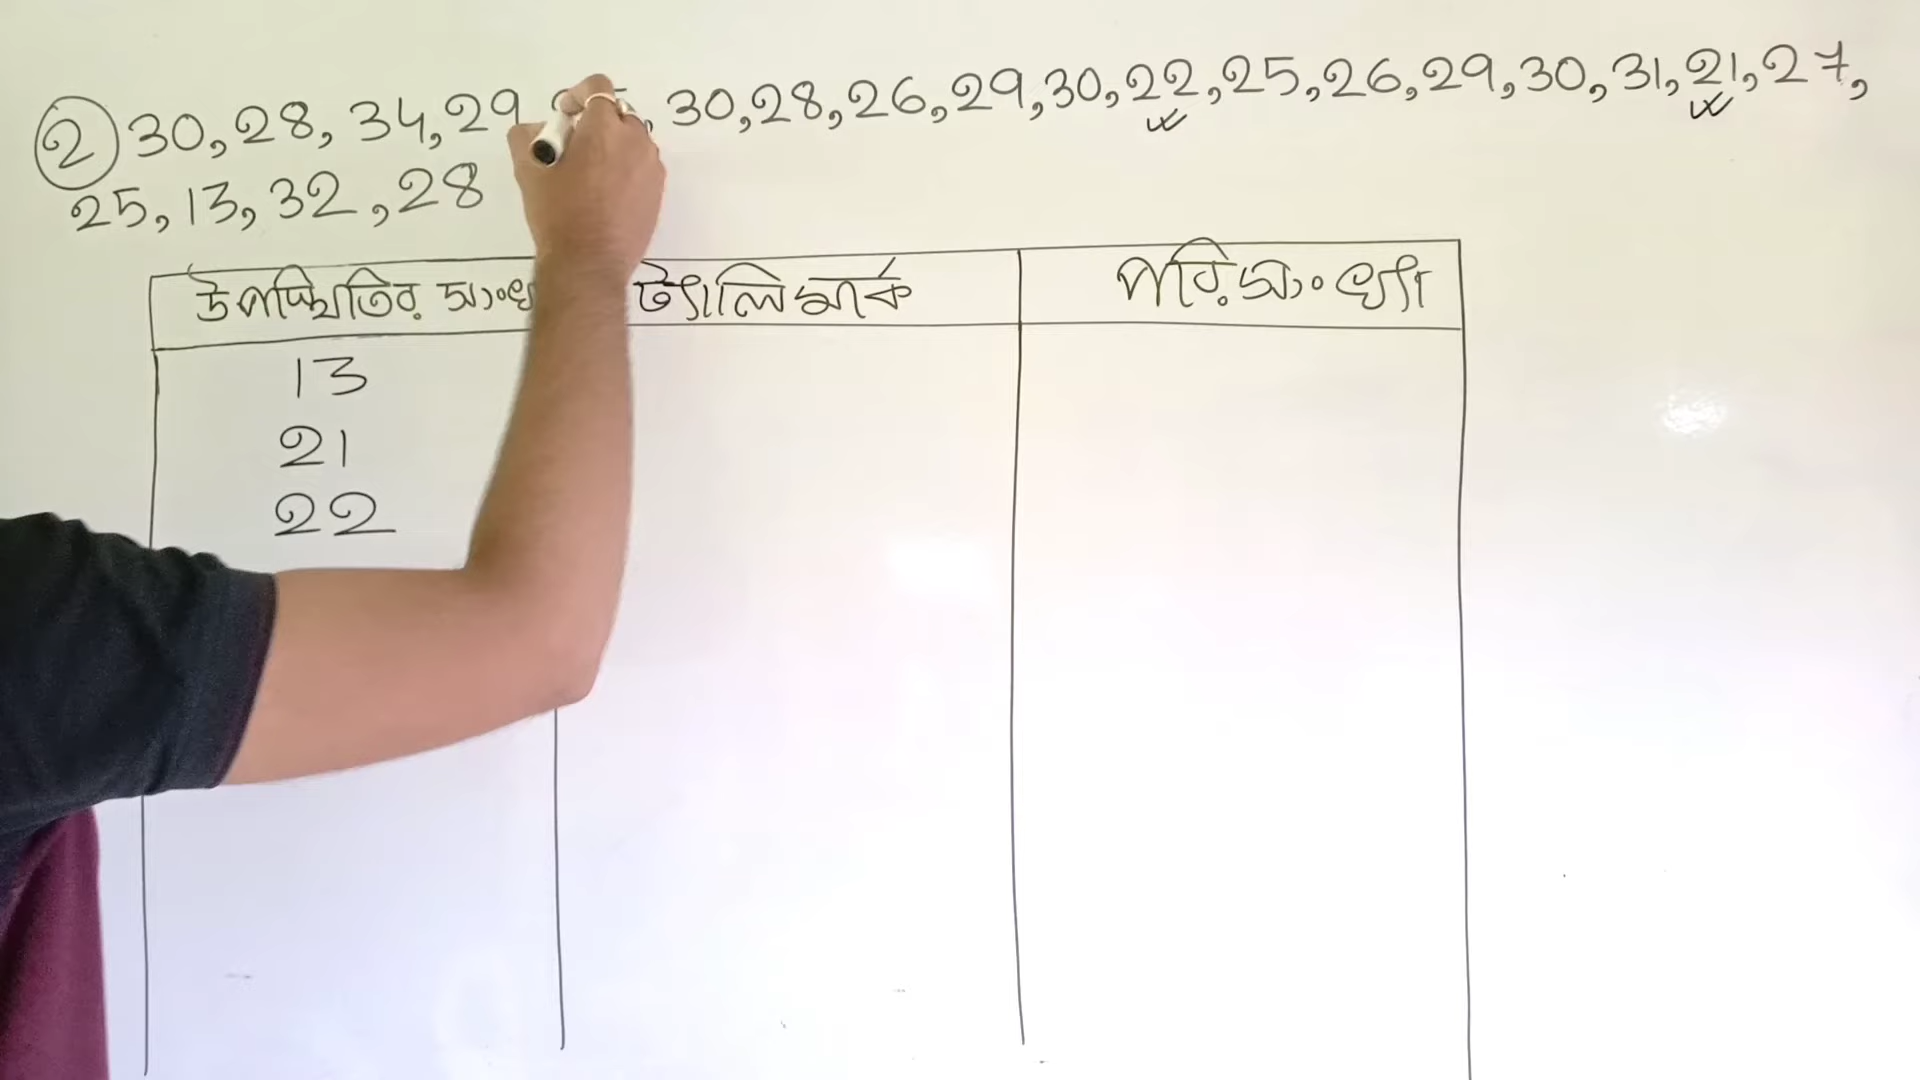 2 30, 28, 34, 29 30, 28, 26, 29, 30, 22, 25, 26, 29, 30, 31, 21, 27,
25, 13, 32, 28
উপস্থিতির ট্যালি মার্ক পরিসংখ্যা
13
21
22